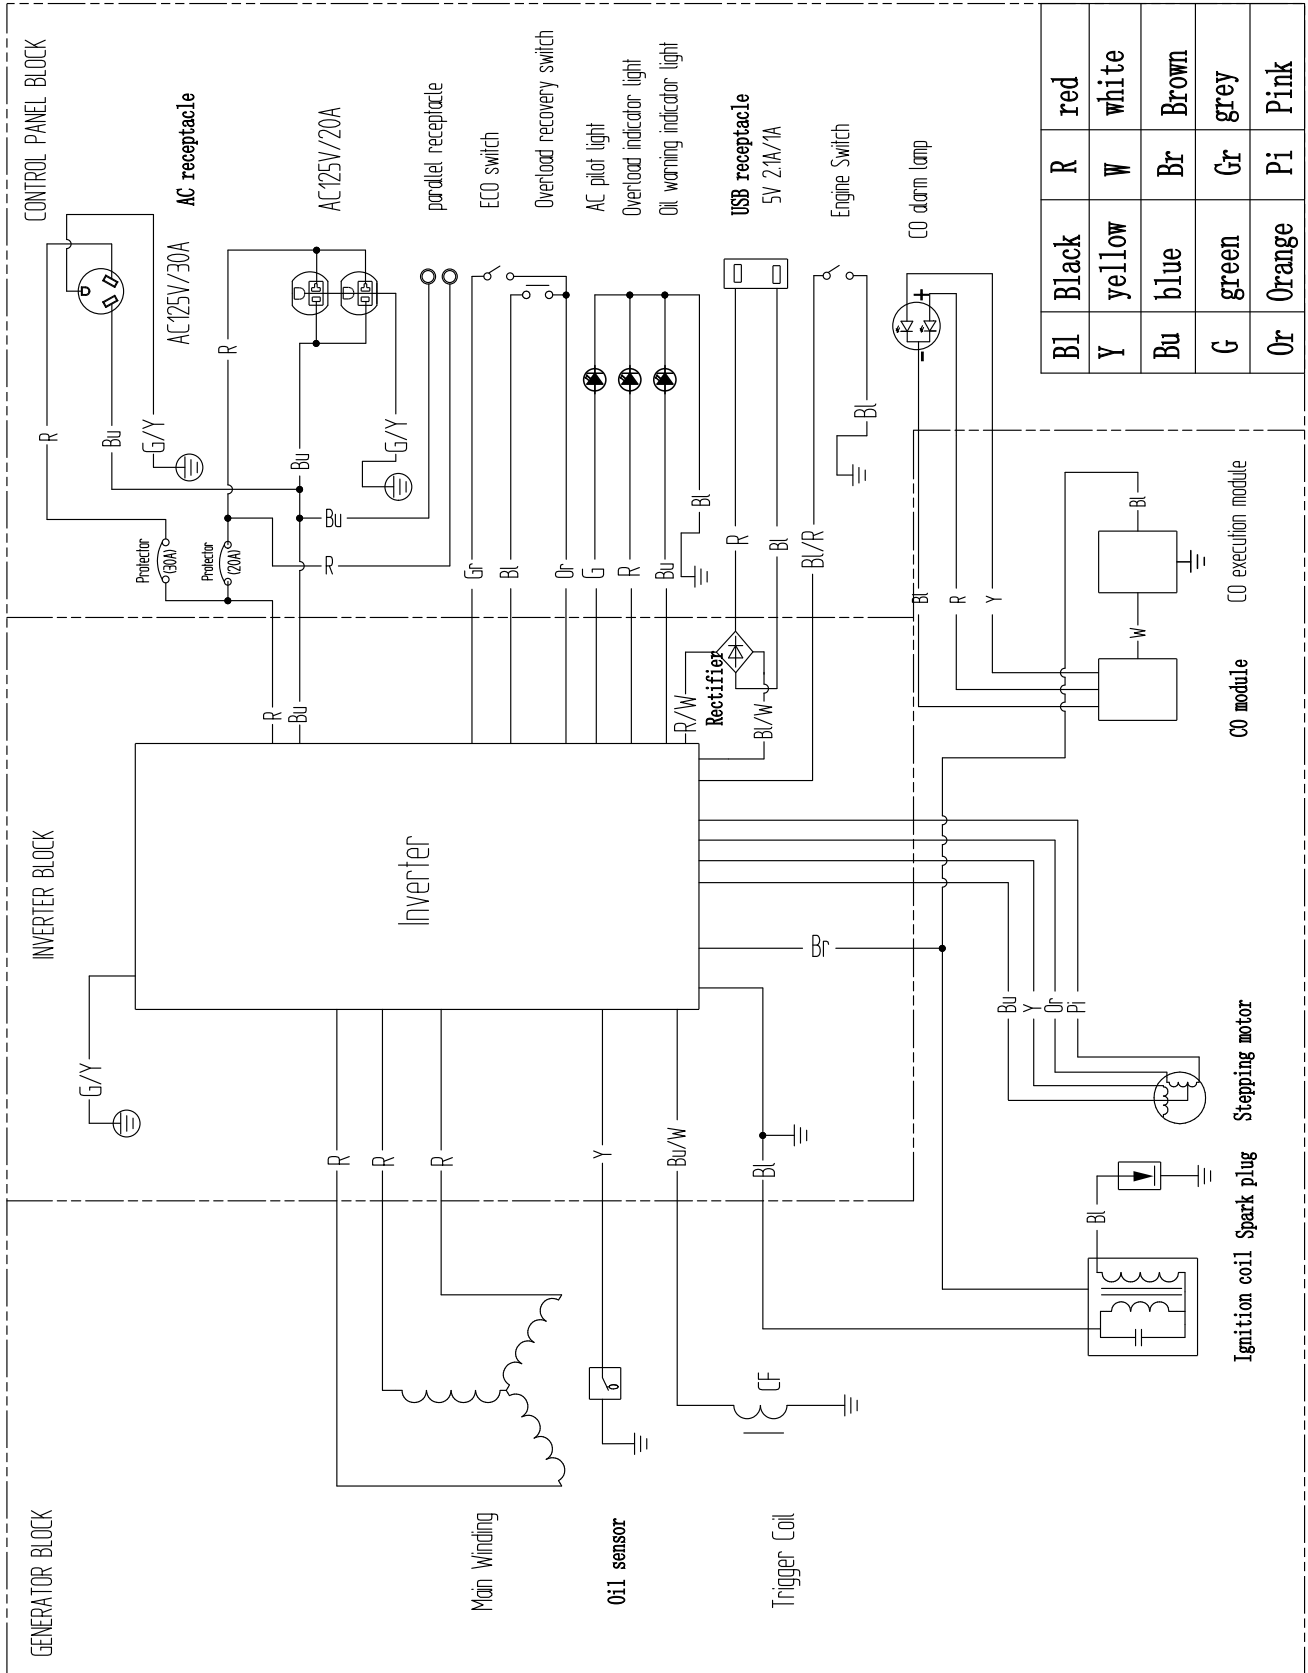 GENERATOR BLOCK
INVERTER BLOCK
CONTROL PANEL BLOCK
AC receptacle
AC125V/30A
AC125V/20A
parallel receptacle
ECO switch
Overload recovery switch
AC pilot light
Overload indicator light
Oil warning indicator light
USB receptacle
5V 2.1A/1A
Engine Switch
CO alarm lamp
R
Bu
G/Y
R
Bu
G/Y
Protector
(30A)
Protector
(20A)
Bu
R
Gr
Bl
Or
G
R
Bu
Bl
R
Bl
Bl/R
Bl
Bl
R
Y
+
-
R
Bu
R/W
Rectifier
Bl/W
Inverter
G/Y
R
R
R
Y
Bu/W
Bl
Br
Bu
Y
Or
Pi
W
Bl
CO execution module
CO module
Stepping motor
Spark plug
Ignition coil
Bl
CF
Main Winding
Oil sensor
Trigger Coil
Bl Black R red
Y yellow W white
Bu blue Br Brown
G green Gr grey
Or Orange Pi Pink